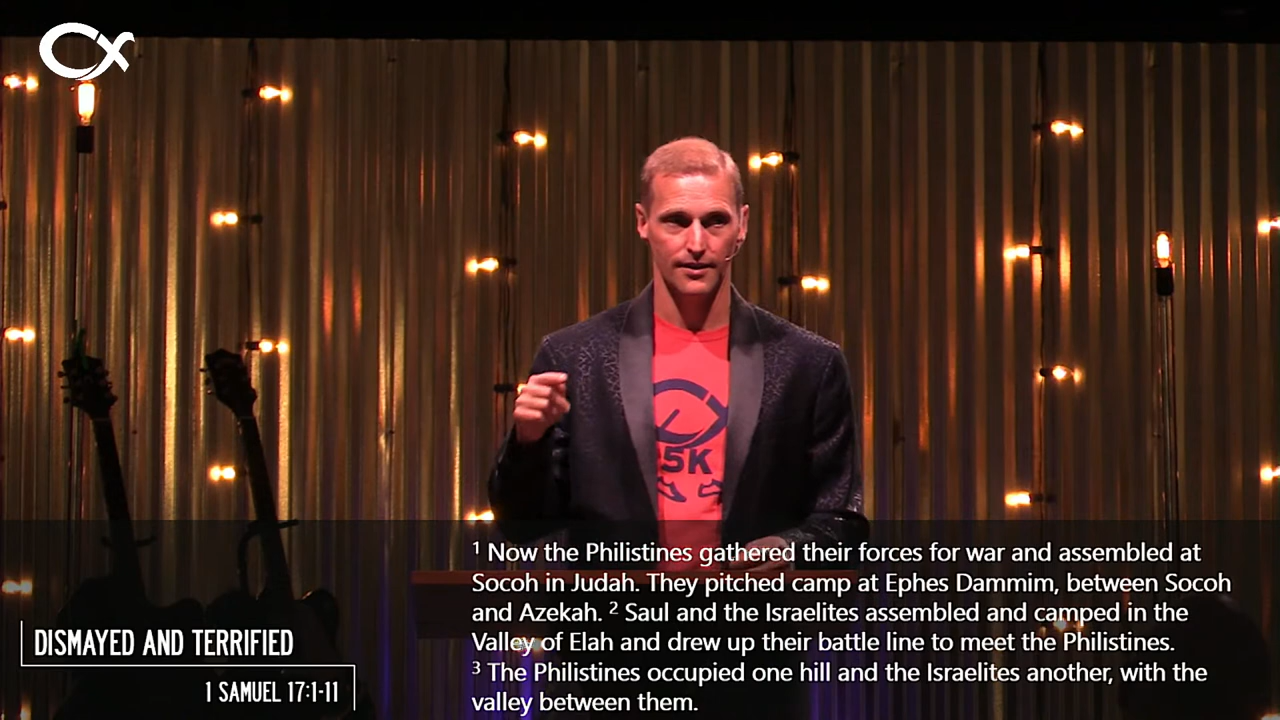 CX
5K
¹ Now the Philistines gathered their forces for war and assembled at
Socoh in Judah. They pitched camp at Ephes Dammim, between Socoh
and Azekah. ² Saul and the Israelites assembled and camped in the
Valley of Elah and drew up their battle line to meet the Philistines.
³ The Philistines occupied one hill and the Israelites another, with the
valley between them.
DISMAYED AND TERRIFIED
1 SAMUEL 17:1-11